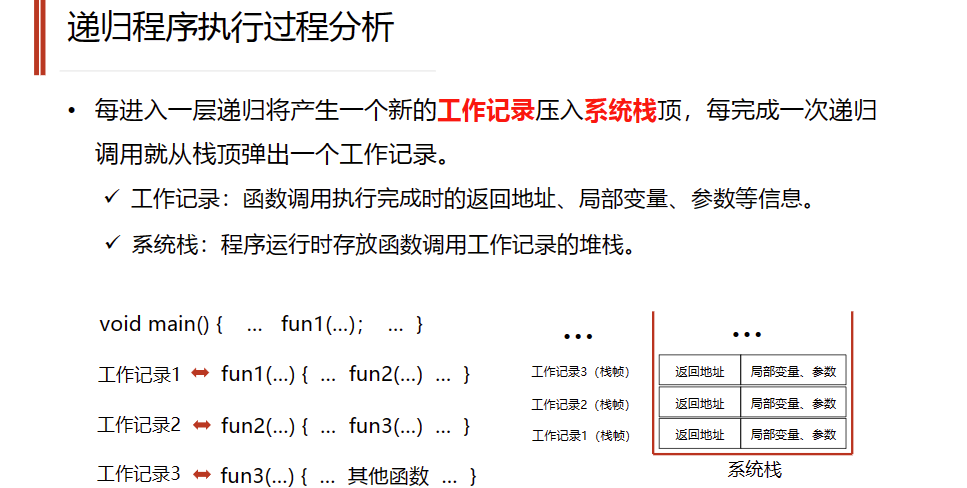 递归程序执行过程分析
• 每进入一层递归将产生一个新的工作记录压入系统栈顶，每完成一次递归
调用就从栈顶弹出一个工作记录。
✓ 工作记录：函数调用执行完成时的返回地址、局部变量、参数等信息。
✓ 系统栈：程序运行时存放函数调用工作记录的堆栈。
void main() { … fun1(…); … }
工作记录1 ⬌ fun1(…) { … fun2(…) … }
工作记录2 ⬌ fun2(…) { … fun3(…) … }
工作记录3 ⬌ fun3(…) { … 其他函数 … }
… …
工作记录3（栈帧） 返回地址 局部变量、参数
工作记录2（栈帧） 返回地址 局部变量、参数
工作记录1（栈帧） 返回地址 局部变量、参数
系统栈